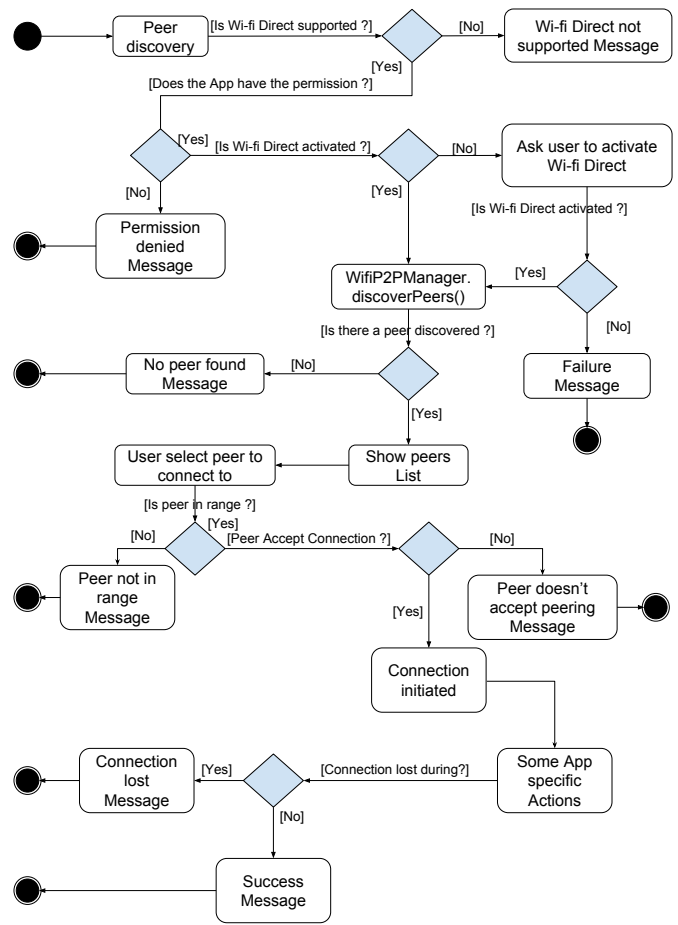 Peer
discovery
[Is Wi-fi Direct supported ?]
[No]
Wi-fi Direct not
supported Message
[Yes]
[Does the App have the permission ?]
[Yes]
[Is Wi-fi Direct activated ?]
[No]
Ask user to activate
Wi-fi Direct
[No]
[Yes]
Permission
denied
Message
[Is Wi-fi Direct activated ?]
WifiP2PManager.
discoverPeers()
[Yes]
[No]
[Is there a peer discovered ?]
No peer found
Message
[No]
Failure
Message
[Yes]
User select peer to
connect to
Show peers
List
[Is peer in range ?]
[Yes]
[No]
[Peer Accept Connection ?]
[No]
Peer not in
range
Message
Peer doesn't
accept peering
Message
[Yes]
Connection
initiated
Connection
lost
Message
[Yes]
[Connection lost during?]
Some App
specific
Actions
[No]
Success
Message